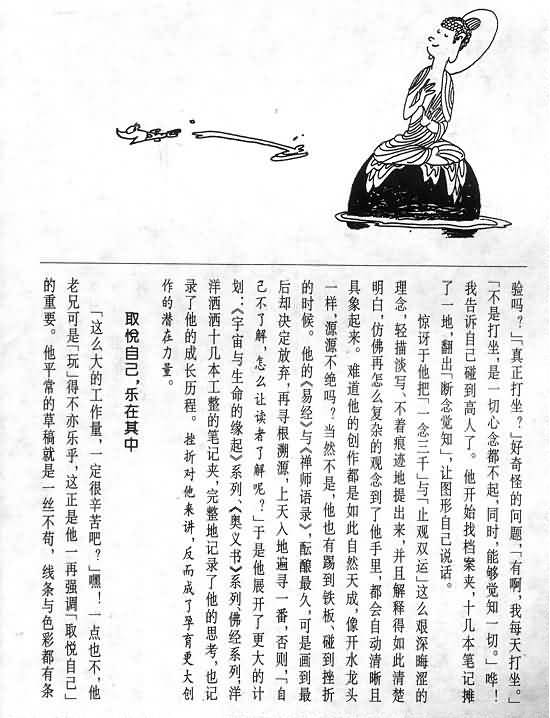 验吗？」「真正打坐？」好奇怪的问题，「有啊，我每天打坐。」
「不是打坐，是一切心念都不起，同时，能够觉知一切。」哗！
我告诉自己碰到高人了。他开始找档案夹，十几本笔记摊
了一地，翻出「断念觉知」，让图形自己说话。
惊讶于他把「一念三千」与「止观双运」这么艰深晦涩的
理念，轻描淡写、不着痕迹地提出来，并且解释得如此清楚
明白，仿佛再怎么复杂的观念到了他手里，都会自动清晰且
具象起来。难道他的创作都是如此自然天成，像开水龙头
一样，源源不绝吗？当然不是，他也有踢到铁板、碰到挫折
的时候。他的《易经》与《禅师语录》，酝酿最久，可是画到最
后却决定放弃，再寻根溯源，上天入地遍寻一番，否则，「自
己不了解，怎么让读者了解呢？」于是他展开了更大的计
划：《宇宙与生命的缘起》系列、《奥义书》系列、佛经系列，洋
洋洒洒十几本工整的笔记夹，完整地记录了他的思考，也记
录了他的成长历程。挫折对他来讲，反而成了孕育更大创
作的潜在力量。
取悦自己，乐在其中
「这么大的工作量，一定很辛苦吧？」嘿！一点也不，他
老兄可是「玩」得不亦乐乎，这正是他一再强调「取悦自己」
的重要。他平常的草稿就是一丝不苟，线条与色彩都有条